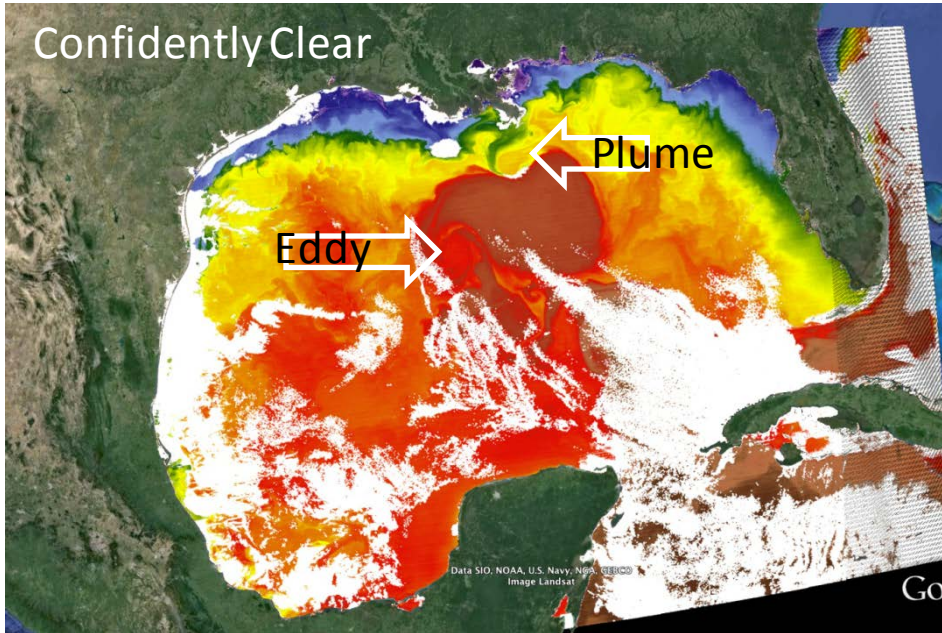 Confidently Clear
Plume
Eddy
Data SIO, NOAA, U.S. Navy, NGA, GEBCO
Image Landsat
Go